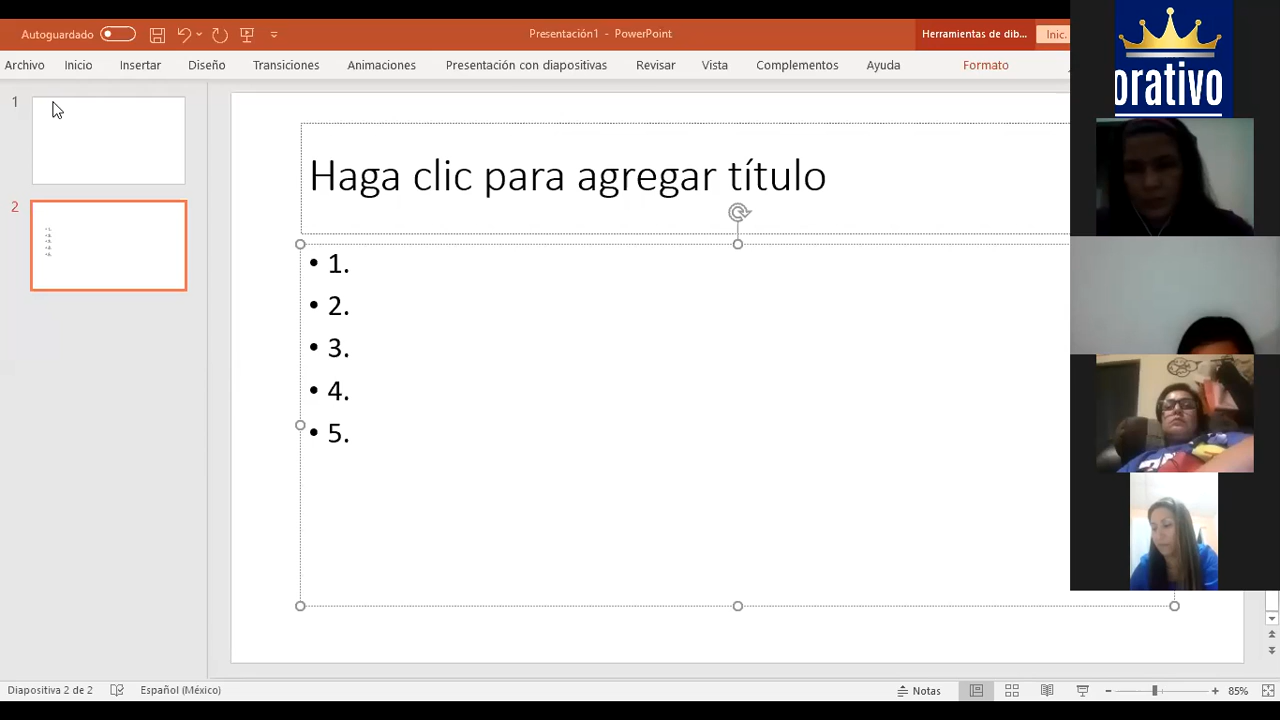 Autoguardado
Presentación1 - PowerPoint
Herramientas de dib...
Inic.
Archivo Inicio Insertar Diseño Transiciones Animaciones Presentación con diapositivas Revisar Vista Complementos Ayuda Formato
orativo
1
2
Haga clic para agregar título
• 1.
• 2.
• 3.
• 4.
• 5.
Diapositiva 2 de 2 Español (México) Notas 85%